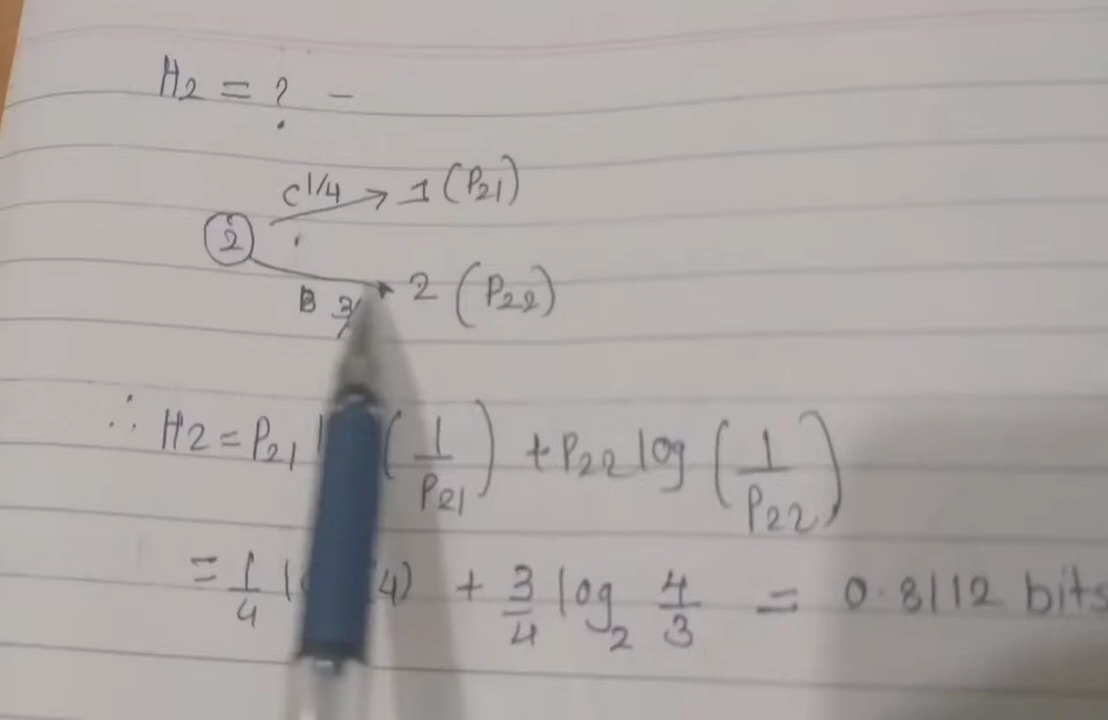 H2 = ? -
C 1/4 → 1 (P21)
2
B 3/ 2 (P22)
∴ H2 = P21 (1/P21) + P22 log (1/P22)
= 1/4 4) + 3/4 log2 4/3 = 0.8112 bits